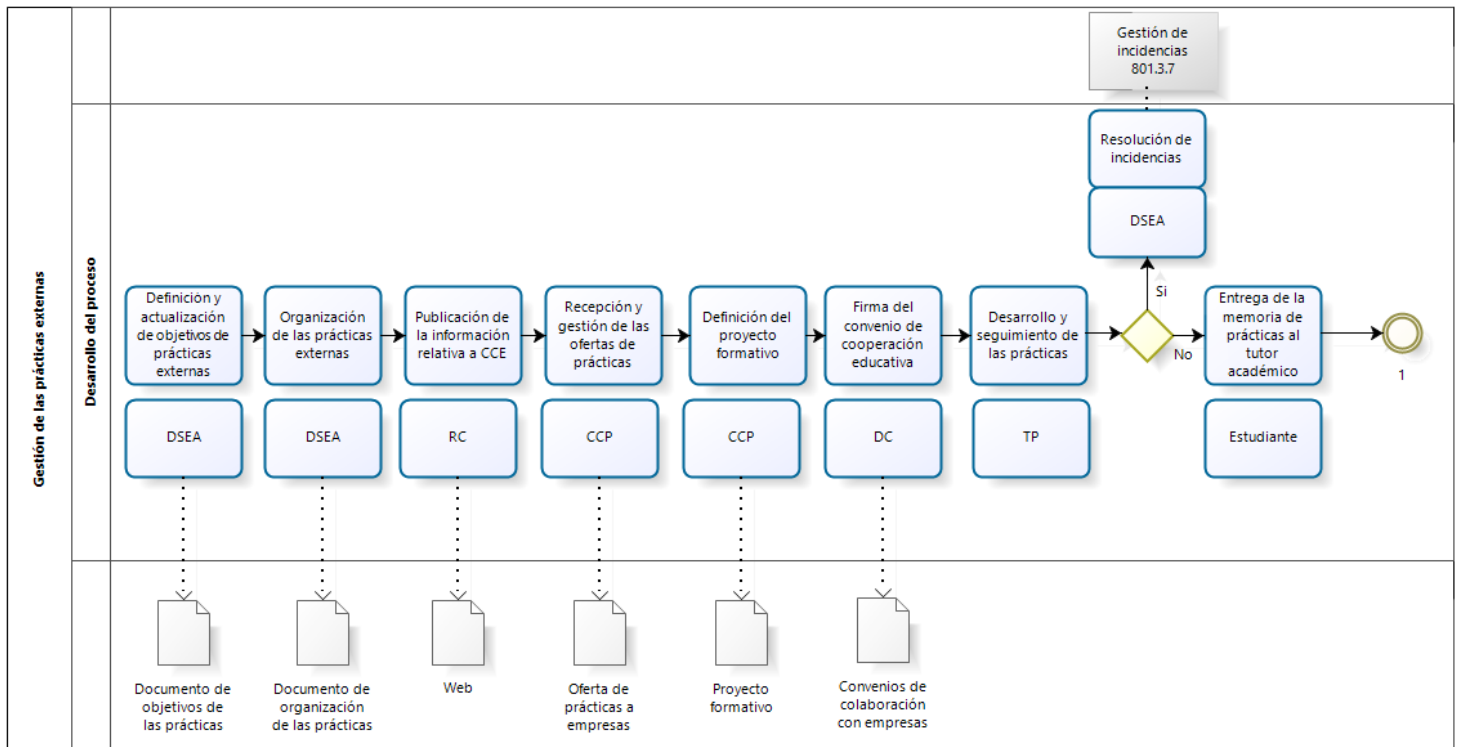 Gestión de las prácticas externas
Desarrollo del proceso
Gestión de
incidencias
801.3.7
Resolución de
incidencias
DSEA
Definición y
actualización
de objetivos de
prácticas
externas
Organización
de las prácticas
externas
Publicación de
la información
relativa a CCE
Recepción y
gestión de las
ofertas de
prácticas
Definición del
proyecto
formativo
Firma del
convenio de
cooperación
educativa
Desarrollo y
seguimiento de
las prácticas
Si
No
Entrega de la
memoria de
prácticas al
tutor
académico
1
DSEA
DSEA
RC
CCP
CCP
DC
TP
Estudiante
Documento de
objetivos de
las prácticas
Documento de
organización
de las prácticas
Web
Oferta de
prácticas a
empresas
Proyecto
formativo
Convenios de
colaboración
con empresas